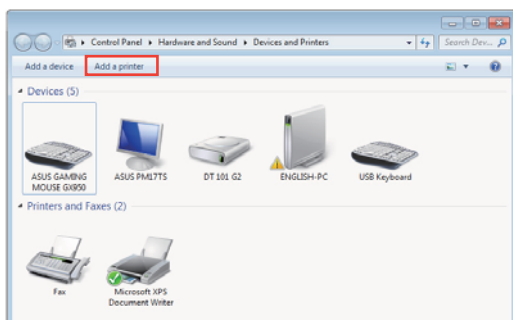 Control Panel ▸ Hardware and Sound ▸ Devices and Printers
Search Dev...
Add a device Add a printer
Devices (5)
ASUS GAMING MOUSE GX950
ASUS PM17TS
DT 101 G2
ENGLISH-PC
USB Keyboard
Printers and Faxes (2)
Fax
Microsoft XPS Document Writer